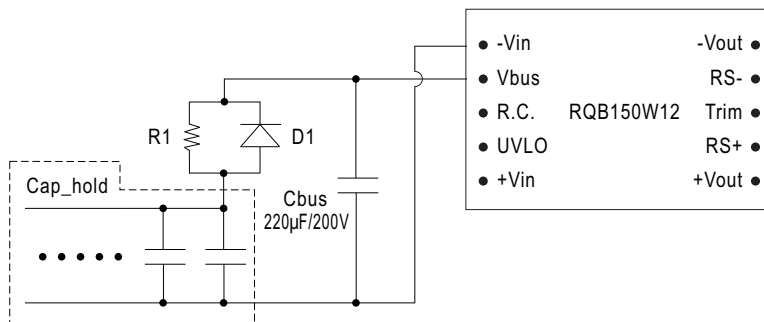 -Vin -Vout
Vbus RS-
R.C. RQB150W12 Trim
R1 D1
UVLO RS+
Cap_hold
+Vin +Vout
Cbus
220µF/200V